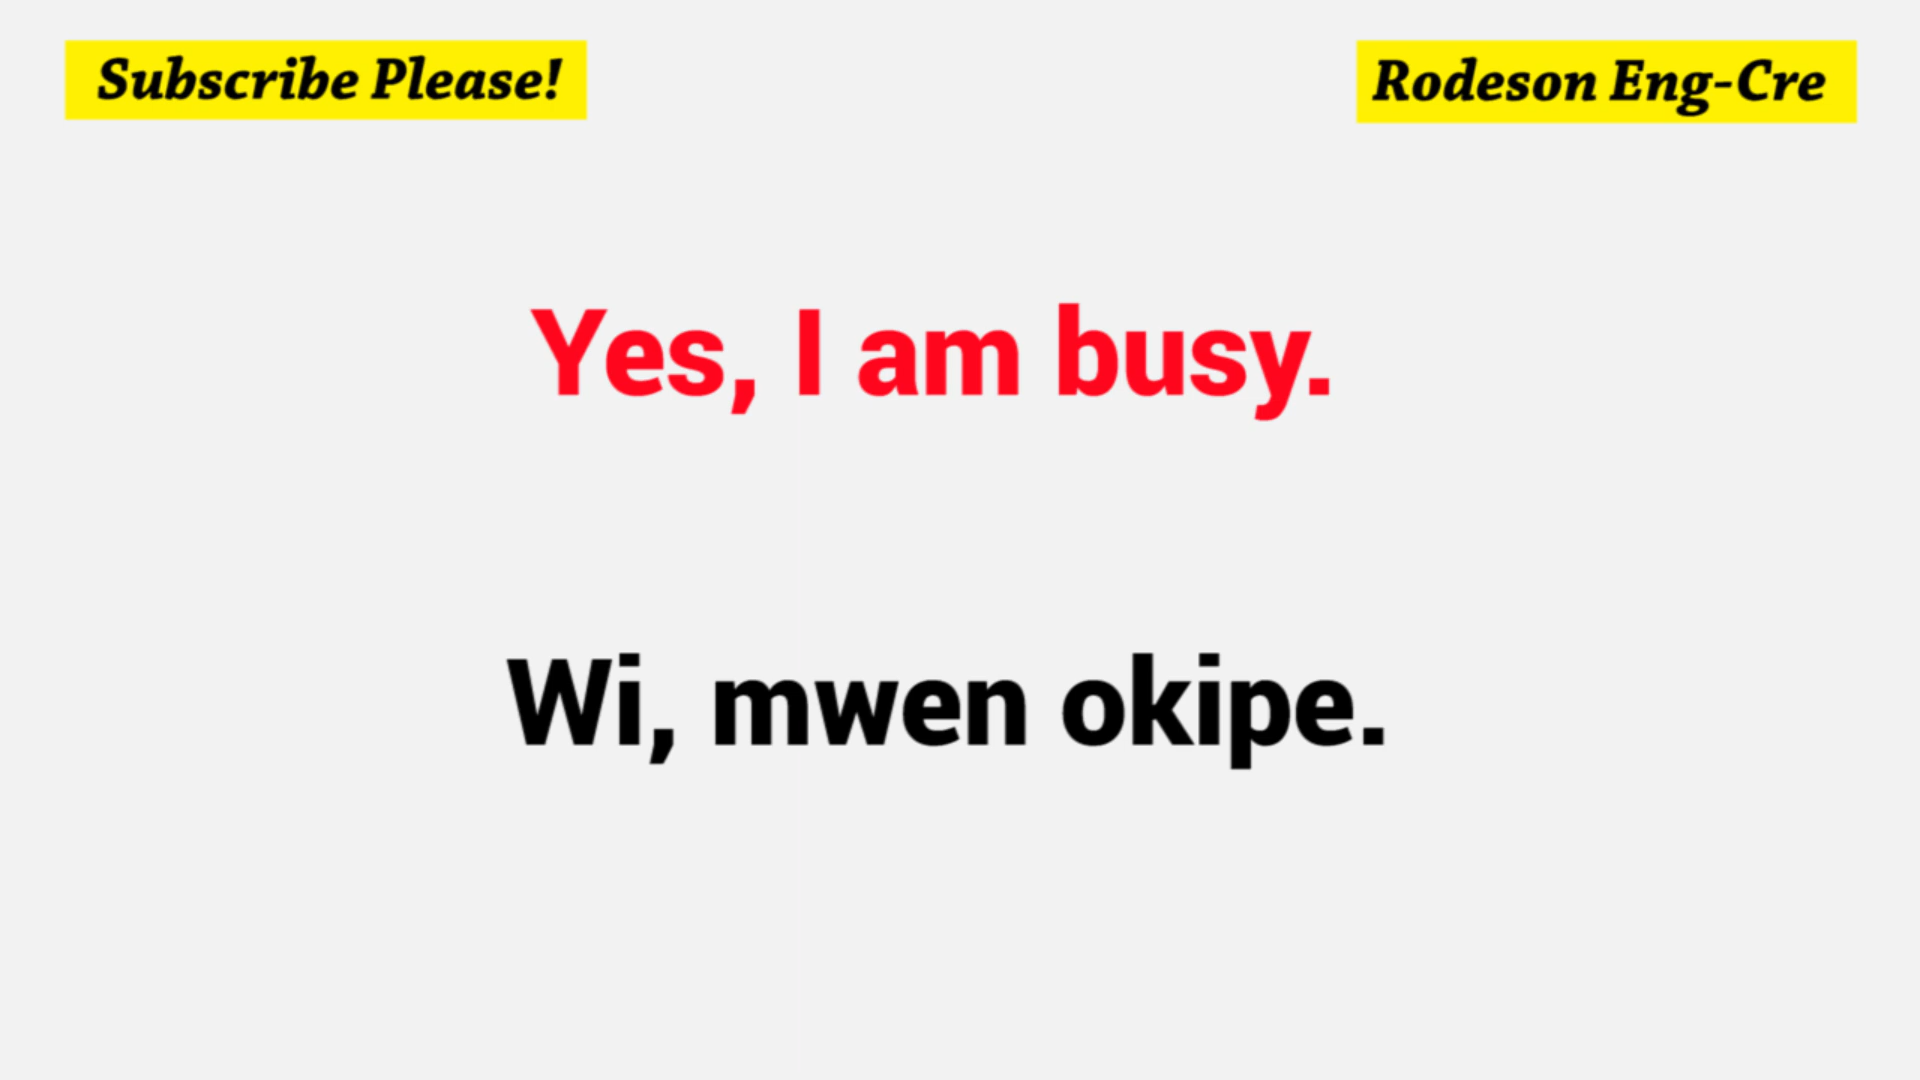 Subscribe Please!
Rodeson Eng-Cre
Yes, I am busy.
Wi, mwen okipe.